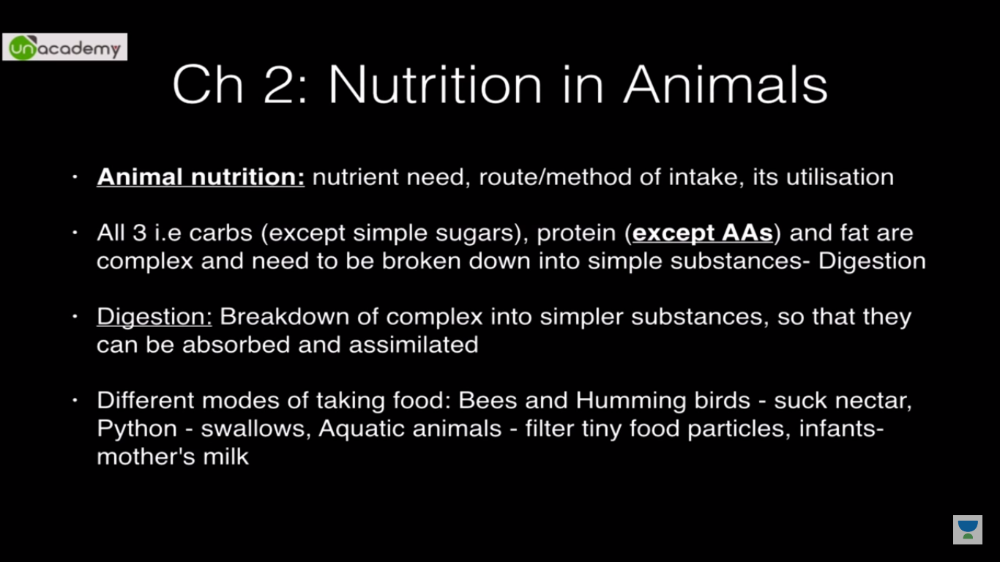 unacademy
Ch 2: Nutrition in Animals
· Animal nutrition: nutrient need, route/method of intake, its utilisation
· All 3 i.e carbs (except simple sugars), protein (except AAs) and fat are
complex and need to be broken down into simple substances- Digestion
· Digestion: Breakdown of complex into simpler substances, so that they
can be absorbed and assimilated
· Different modes of taking food: Bees and Humming birds - suck nectar,
Python - swallows, Aquatic animals - filter tiny food particles, infants-
mother's milk